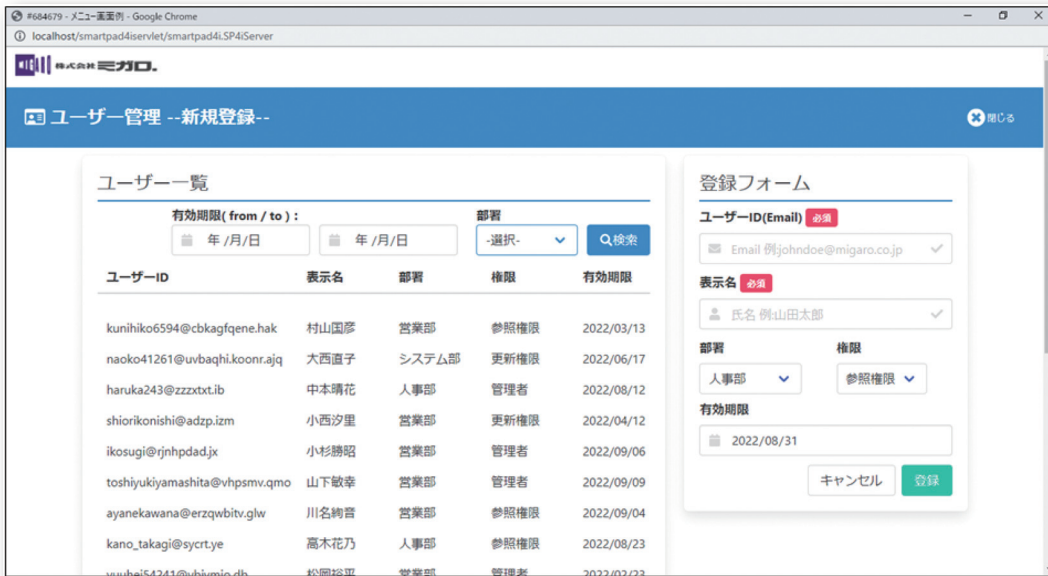 #684679 - メニュー画面例 - Google Chrome
localhost/smartpad4iservlet/smartpad4i.SP4iServer
株式会社ミガロ.
ユーザー管理 --新規登録--
閉じる
ユーザー一覧
有効期限( from / to ) :
部署
年 /月/日
年 /月/日
-選択-
検索
ユーザーID 表示名 部署 権限 有効期限
kunihiko6594@cbkagfqene.hak 村山国彦 営業部 参照権限 2022/03/13
naoko41261@uvbaqhi.koonr.ajq 大西直子 システム部 更新権限 2022/06/17
haruka243@zzzxtxt.ib 中本晴花 人事部 管理者 2022/08/12
shiorikonishi@adzp.izm 小西汐里 営業部 更新権限 2022/04/12
ikosugi@rjnhpdad.jx 小杉勝昭 営業部 管理者 2022/09/06
toshiyukiyamashita@vhpsmv.qmo 山下敏幸 営業部 管理者 2022/09/09
ayanekawana@erzqwbitv.glw 川名絢音 営業部 参照権限 2022/09/04
kano_takagi@sycrt.ye 高木花乃 人事部 参照権限 2022/08/23
松岡裕平 営業部 管理者 2022/02/23
登録フォーム
ユーザーID(Email) 必須
Email 例:johndoe@migaro.co.jp
表示名 必須
氏名 例:山田太郎
部署 権限
人事部 参照権限
有効期限
2022/08/31
キャンセル 登録